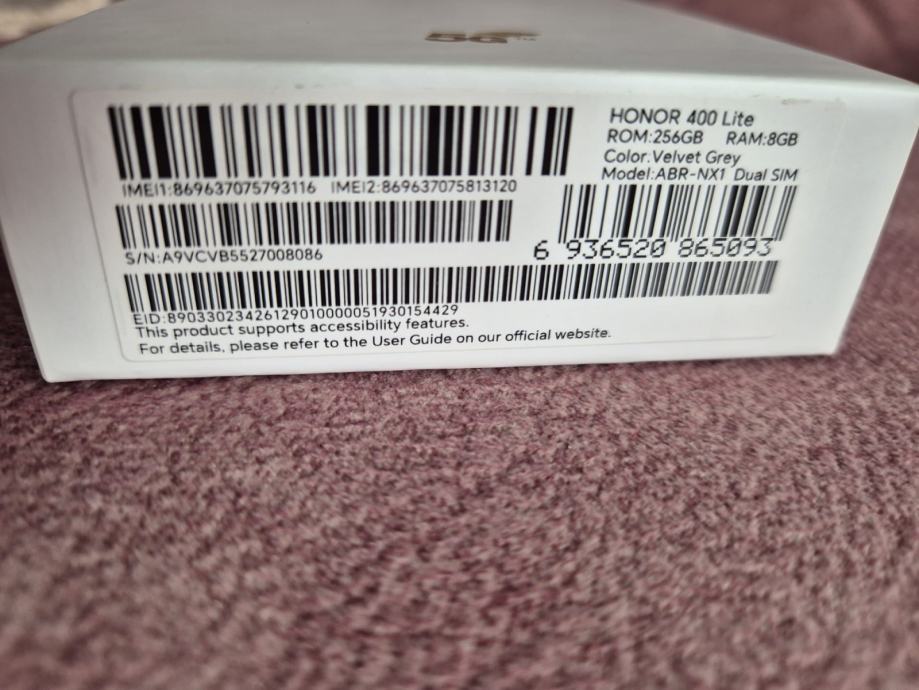 5G
IMEI1:869637075793116 IMEI2:869637075813120
S/N:A9VCVB5527008086
EID:89033023426129010000051930154429
This product supports accessibility features.
For details, please refer to the User Guide on our official website.
HONOR 400 Lite
ROM:256GB RAM:8GB
Color:Velvet Grey
Model:ABR-NX1 Dual SIM
6 936520 865093